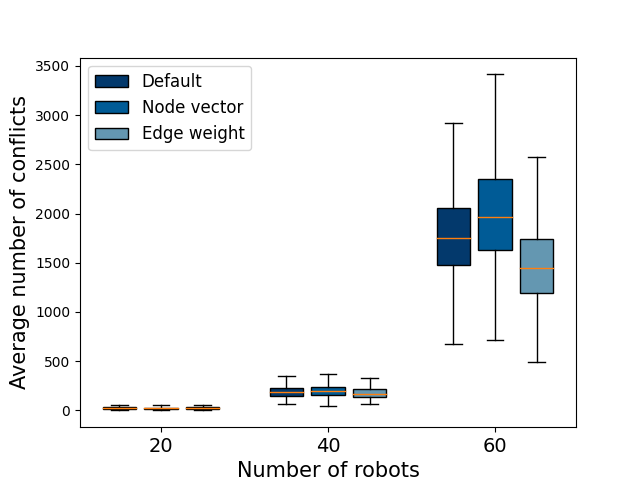 3500
3000
2500
2000
1500
1000
500
0
Average number of conflicts
Default
Node vector
Edge weight
20 40 60
Number of robots